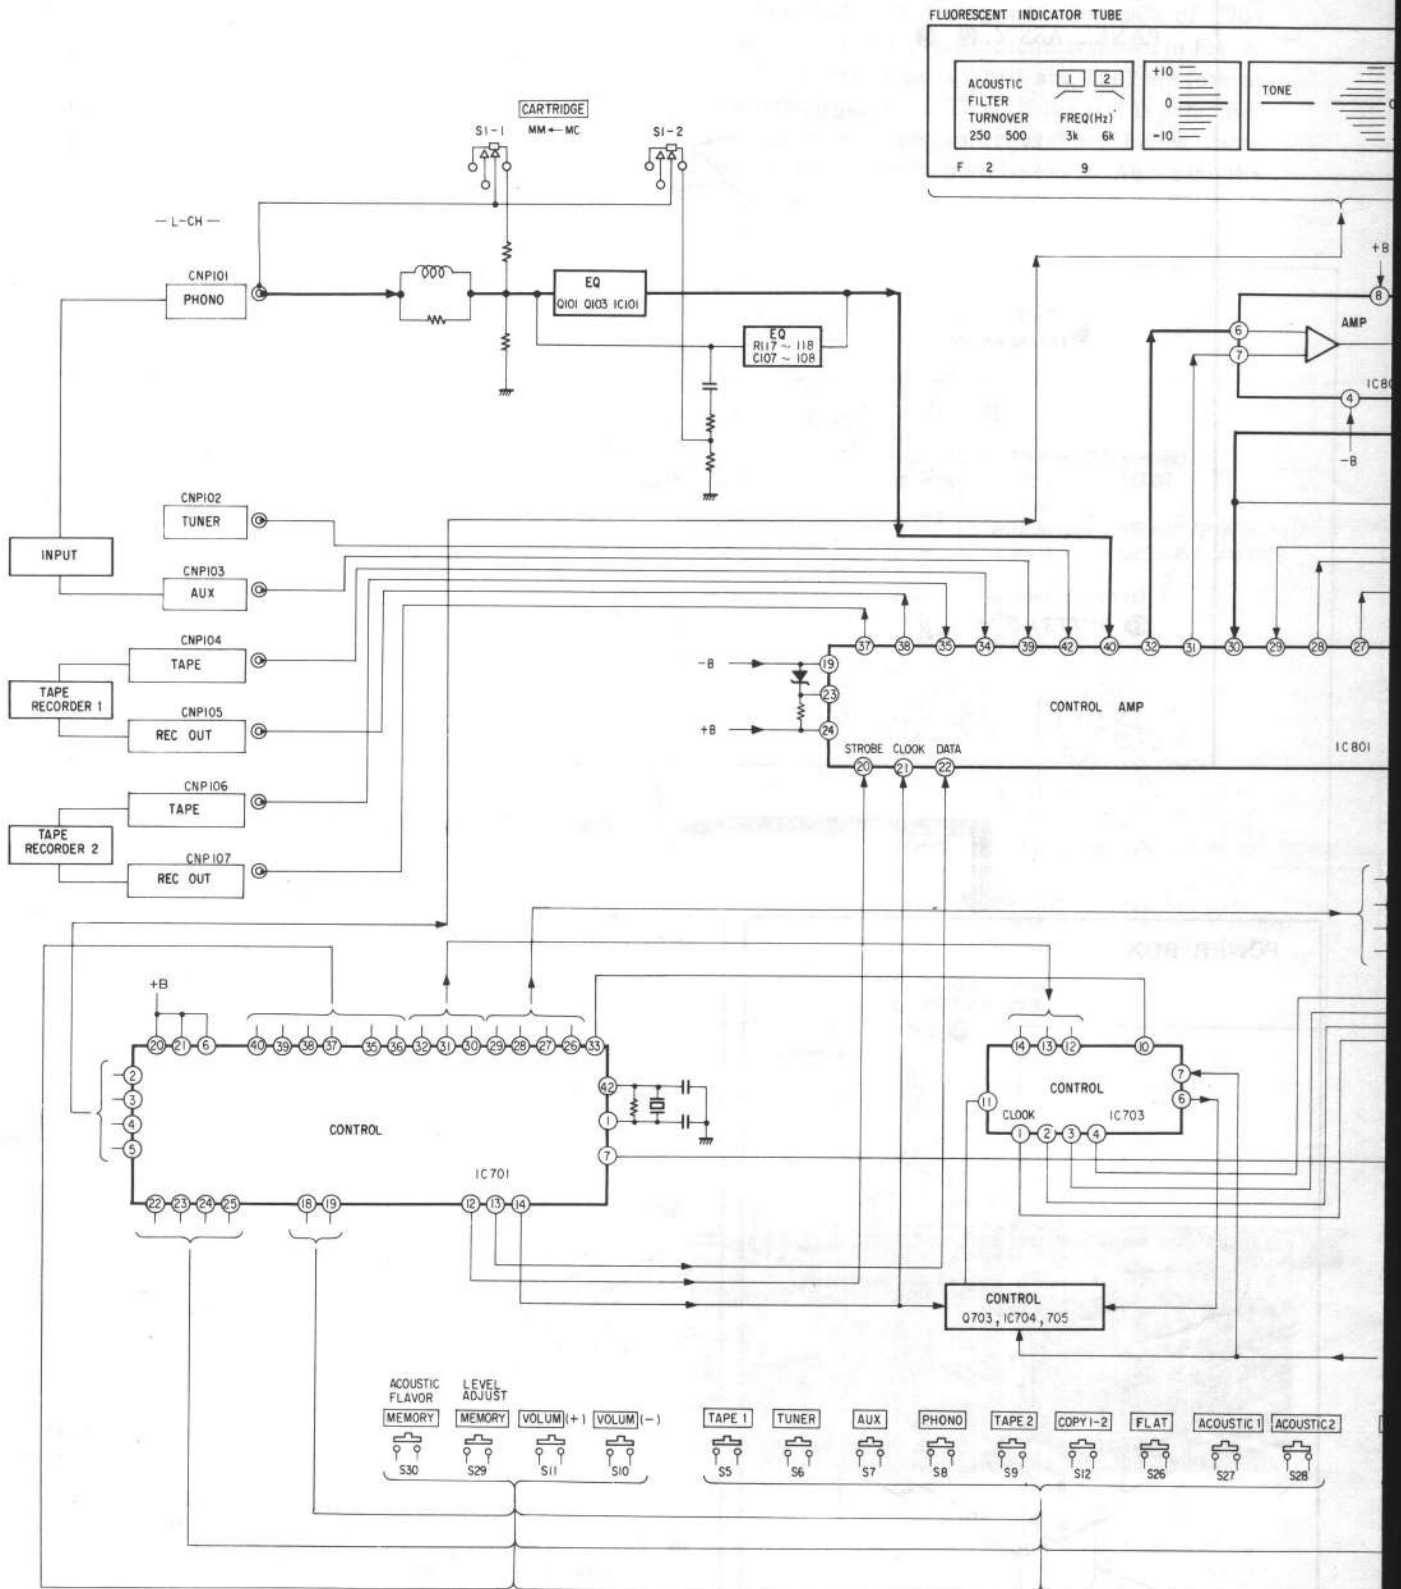 FLUORESCENT INDICATOR TUBE
ACOUSTIC 1 2
FILTER
TURNOVER FREQ(Hz)
250 500 3k 6k
F 2 9
+10
0
-10
TONE
CARTRIDGE
MM←MC
S1-1
S1-2
— L-CH —
CNP101
PHONO
EQ
Q101 Q103 IC101
EQ
R117 ~ 118
C107 ~ 108
+B
8
AMP
6
7
4
-B
CNP102
TUNER
INPUT
CNP103
AUX
CNP104
TAPE
TAPE
RECORDER 1
CNP105
REC OUT
CNP106
TAPE
TAPE
RECORDER 2
CNP107
REC OUT
37 38 35 34 39 42 40 32 31 30 29 28 27
-B
19
23
+B
24
CONTROL AMP
IC801
STROBE CLOOK DATA
20 21 22
POWER BOX
+B
20 21 6 40 39 38 37 35 36 32 31 30 29 28 27 26 33
2
3
4
5
42
1
7
CONTROL
IC701
22 23 24 25 18 19 12 13 14
14 13 12 10
11
7
6
CONTROL
IC703
CLOOK
1 2 3 4
CONTROL
Q703, IC704, 705
ACOUSTIC
FLAVOR
MEMORY
S30
LEVEL
ADJUST
MEMORY
S29
VOLUM (+)
S11
VOLUM (-)
S10
TAPE 1
S5
TUNER
S6
AUX
S7
PHONO
S8
TAPE 2
S9
COPY 1-2
S12
FLAT
S26
ACOUSTIC 1
S27
ACOUSTIC 2
S28